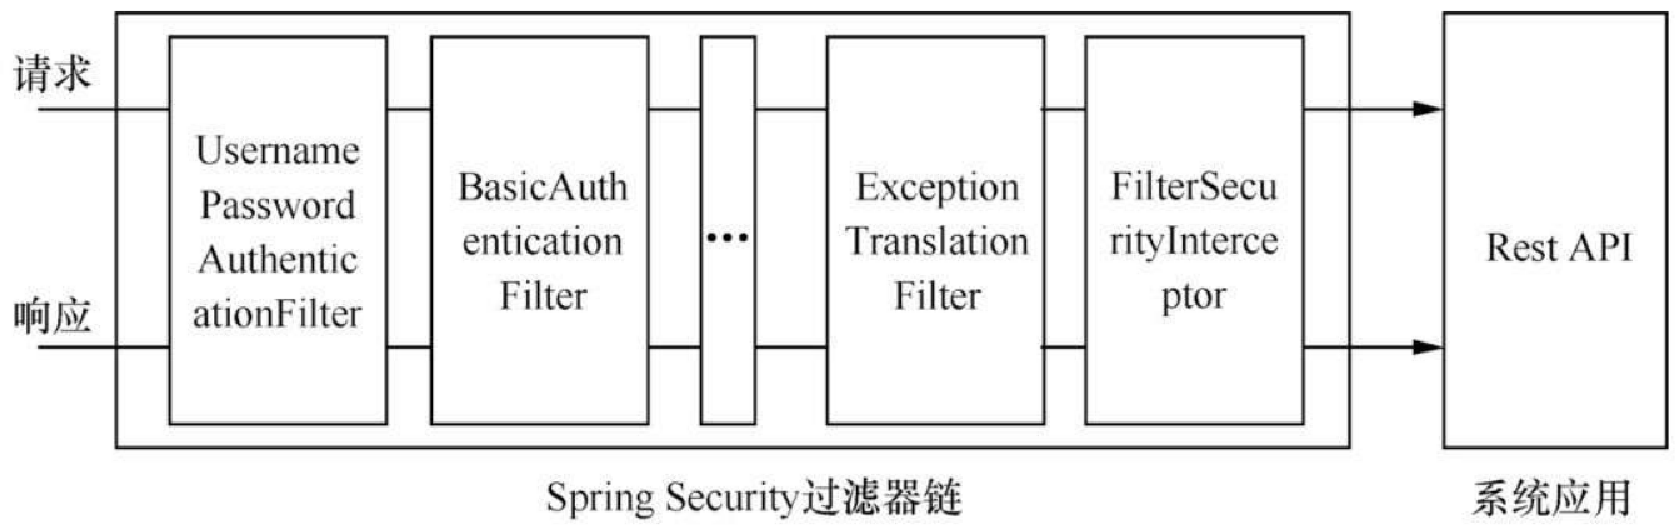 请求
响应
Username
Password
Authentic
ationFilter
BasicAuth
entication
Filter
...
Exception
Translation
Filter
FilterSecu
rityInterce
ptor
Rest API
Spring Security过滤器链
系统应用